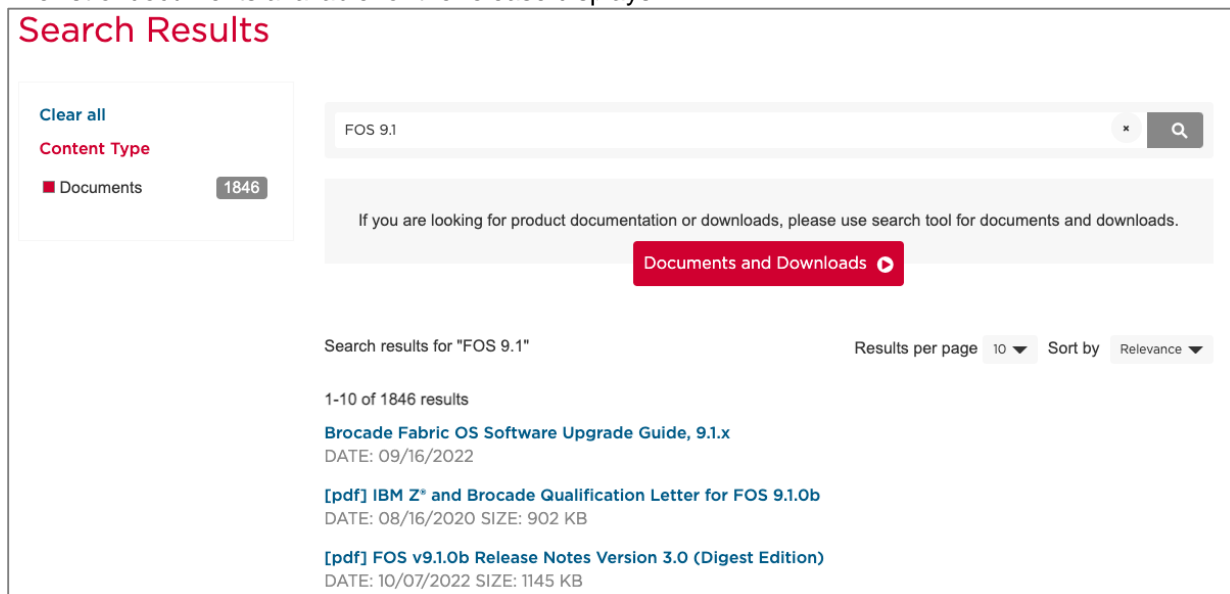 Search Results
Clear all
Content Type
Documents 1846
FOS 9.1 ×
If you are looking for product documentation or downloads, please use search tool for documents and downloads.
Documents and Downloads
Search results for "FOS 9.1" Results per page 10 Sort by Relevance
1-10 of 1846 results
Brocade Fabric OS Software Upgrade Guide, 9.1.x
DATE: 09/16/2022
[pdf] IBM Z® and Brocade Qualification Letter for FOS 9.1.0b
DATE: 08/16/2020 SIZE: 902 KB
[pdf] FOS v9.1.0b Release Notes Version 3.0 (Digest Edition)
DATE: 10/07/2022 SIZE: 1145 KB